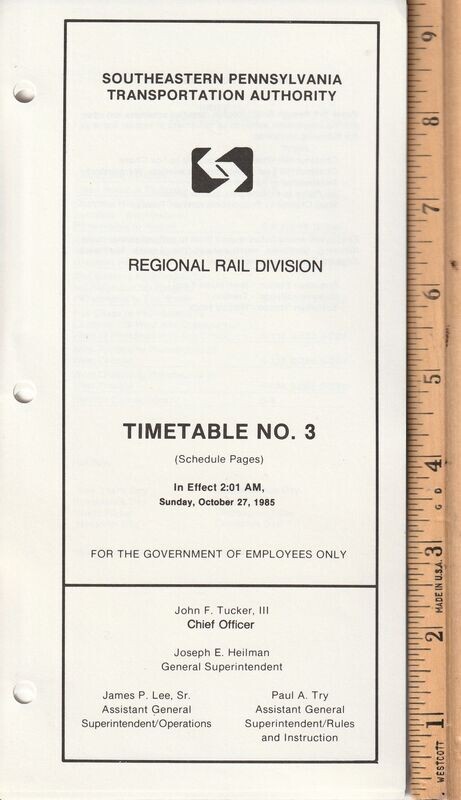 SOUTHEASTERN PENNSYLVANIA
TRANSPORTATION AUTHORITY
REGIONAL RAIL DIVISION
TIMETABLE NO. 3
(Schedule Pages)
In Effect 2:01 AM,
Sunday, October 27, 1985
FOR THE GOVERNMENT OF EMPLOYEES ONLY
John F. Tucker, III
Chief Officer
Joseph E. Heilman
General Superintendent
James P. Lee, Sr.
Assistant General
Superintendent/Operations
Paul A. Try
Assistant General
Superintendent/Rules
and Instruction
WESTCOTT
1
2
MADE IN U.S.A.
3
G D
4
5
6
7
8
9